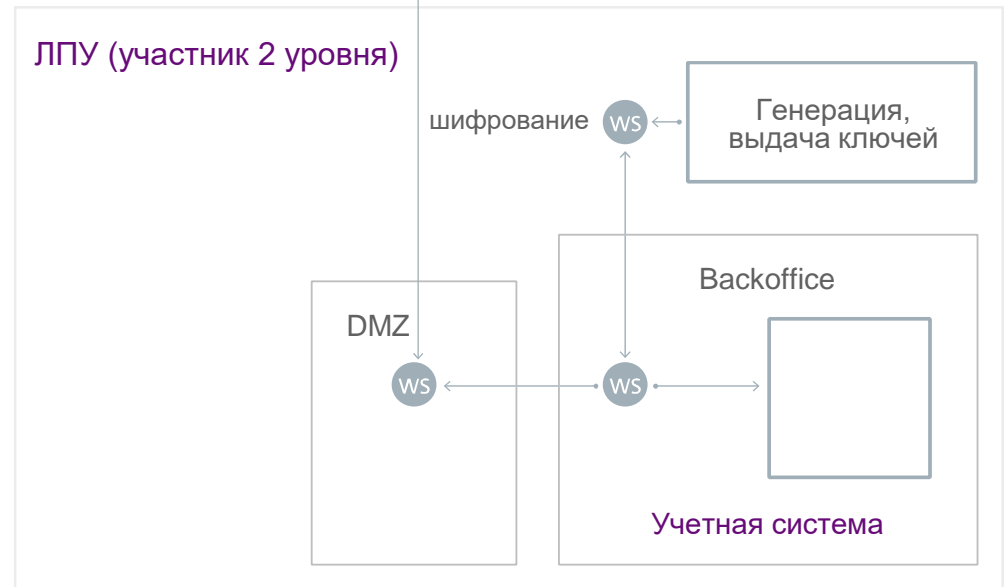 ЛПУ (участник 2 уровня)
шифрование
WS
Генерация,
выдача ключей
Backoffice
DMZ
WS
WS
Учетная система